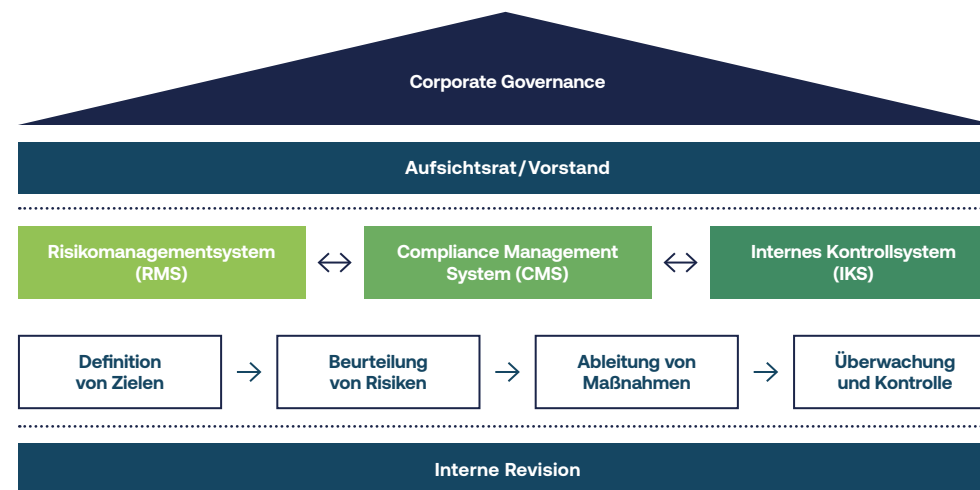 Corporate Governance
Aufsichtsrat/Vorstand
Risikomanagementsystem
(RMS)
Compliance Management
System (CMS)
Internes Kontrollsystem
(IKS)
Definition
von Zielen
Beurteilung
von Risiken
Ableitung von
Maßnahmen
Überwachung
und Kontrolle
Interne Revision